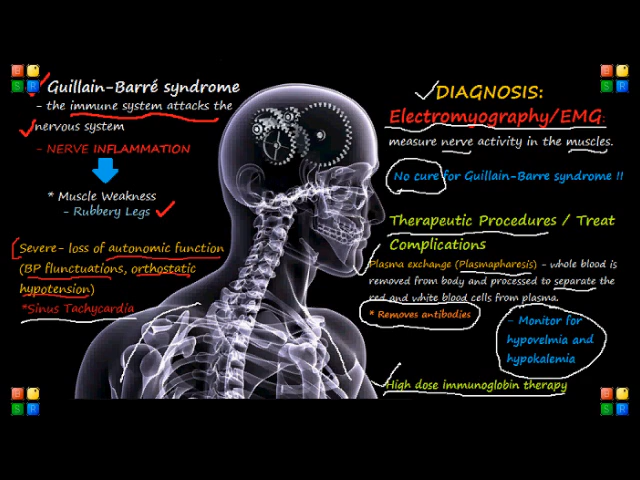 Guillain-Barré syndrome
- the immune system attacks the
nervous system
- NERVE INFLAMMATION
* Muscle Weakness
- Rubbery Legs
Severe- loss of autonomic function
(BP flunctuations, orthostatic
hypotension)
*Sinus Tachycardia
DIAGNOSIS:
Electromyography/EMG:
measure nerve activity in the muscles.
No cure for Guillain-Barre syndrome !!
Therapeutic Procedures / Treat
Complications
Plasma exchange (Plasmapharesis) - whole blood is
removed from body and processed to separate the
red and white blood cells from plasma.
* Removes antibodies
- Monitor for
hypovelmia and
hypokalemia
High dose immunoglobin therapy
B
S R
B
S R
B
S R
B
S R